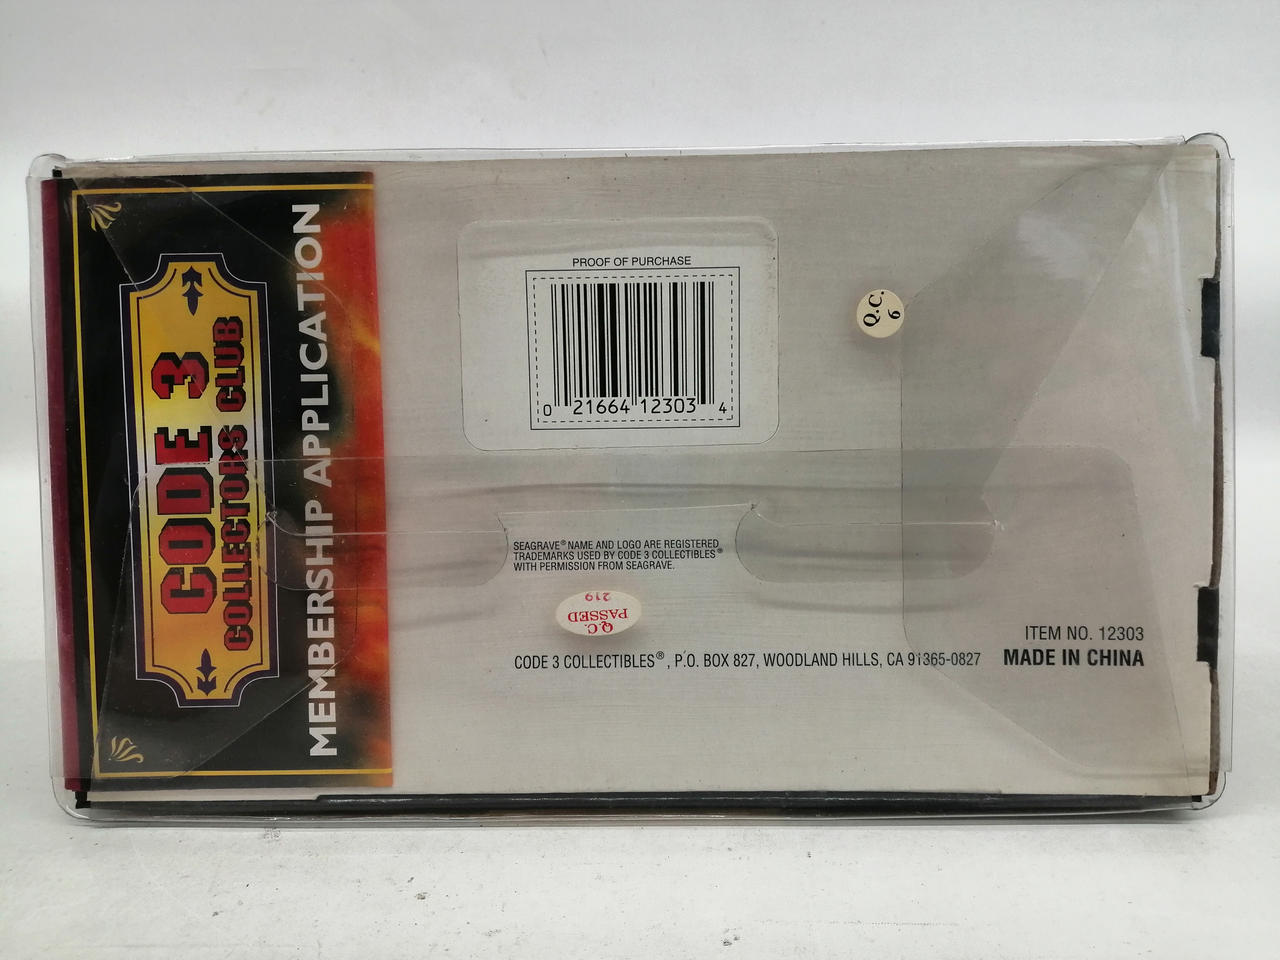 CODE 3
COLLECTORS CLUB
MEMBERSHIP APPLICATION
PROOF OF PURCHASE
0 21664 12303 4
Q.C.
6
SEAGRAVE® NAME AND LOGO ARE REGISTERED
TRADEMARKS USED BY CODE 3 COLLECTIBLES®
WITH PERMISSION FROM SEAGRAVE.
Q.C.
PASSED
219
CODE 3 COLLECTIBLES®, P.O. BOX 827, WOODLAND HILLS, CA 91365-0827
ITEM NO. 12303
MADE IN CHINA